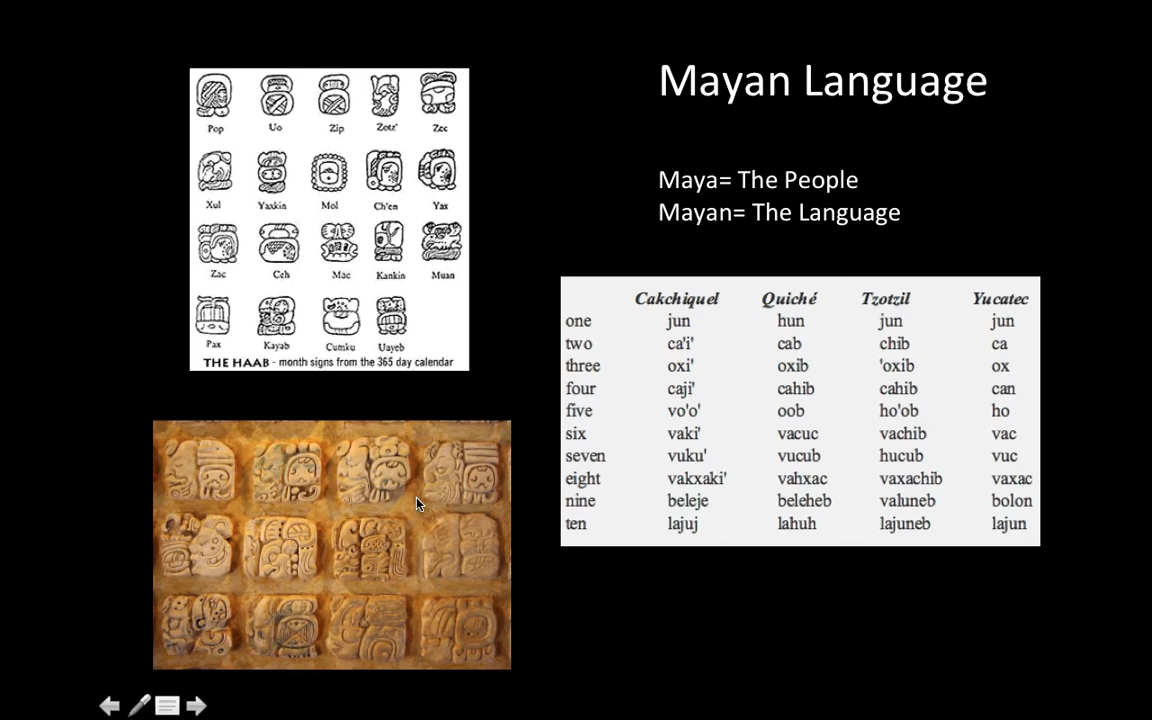 Mayan Language
Maya= The People
Mayan= The Language
Pop Uo Zip Zotz' Zec
Xul Yaxkin Mol Ch'en Yax
Zac Ceh Mac Kankin Muan
Pax Kayab Cumku Uayeb
THE HAAB - month signs from the 365 day calendar
Cakchiquel Quiché Tzotzil Yucatec
one jun hun jun jun
two ca'i' cab chib ca
three oxi' oxib 'oxib ox
four caji' cahib cahib can
five vo'o' oob ho'ob ho
six vaki' vacuc vachib vac
seven vuku' vucub hucub vuc
eight vakxaki' vahxac vaxachib vaxac
nine beleje beleheb valuneb bolon
ten lajuj lahuh lajuneb lajun